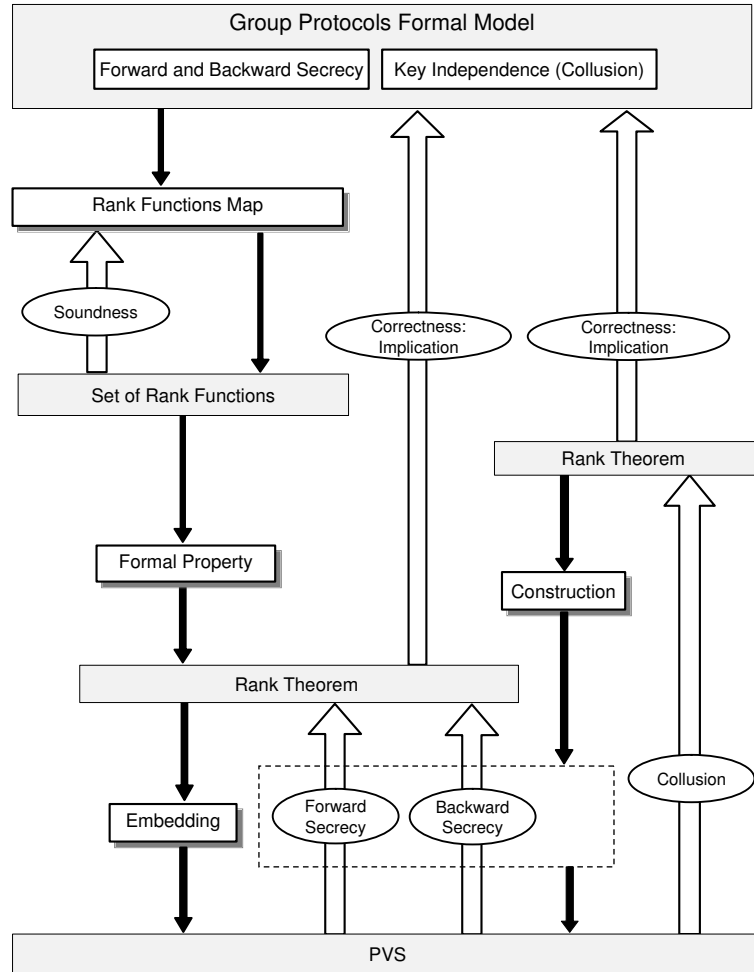 Group Protocols Formal Model
Forward and Backward Secrecy
Key Independence (Collusion)
Rank Functions Map
Soundness
Correctness:
Implication
Correctness:
Implication
Set of Rank Functions
Rank Theorem
Formal Property
Construction
Rank Theorem
Embedding
Forward
Secrecy
Backward
Secrecy
Collusion
PVS